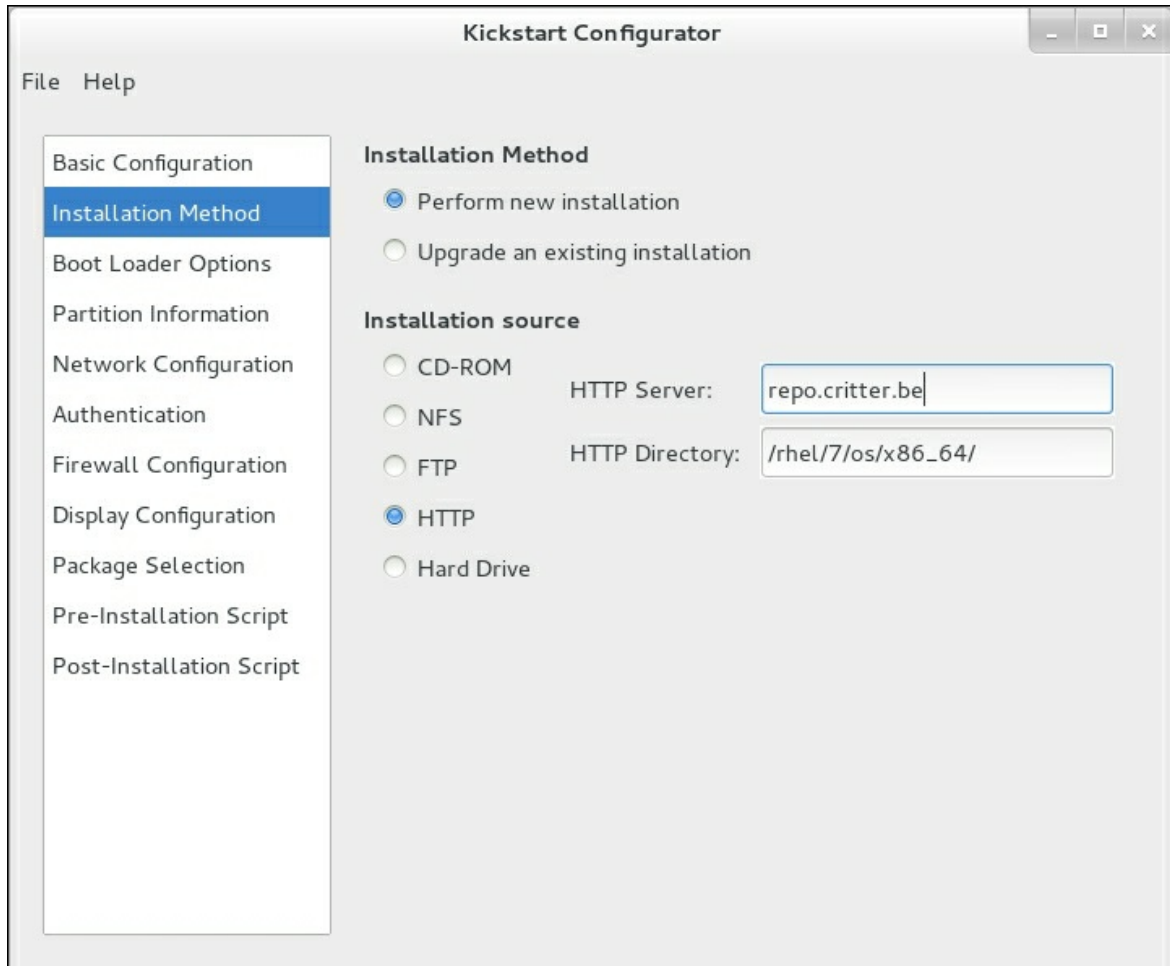 Kickstart Configurator
File Help
Basic Configuration
Installation Method
Boot Loader Options
Partition Information
Network Configuration
Authentication
Firewall Configuration
Display Configuration
Package Selection
Pre-Installation Script
Post-Installation Script
Installation Method
Perform new installation
Upgrade an existing installation
Installation source
CD-ROM
NFS
FTP
HTTP
Hard Drive
HTTP Server: repo.critter.be
HTTP Directory: /rhel/7/os/x86_64/